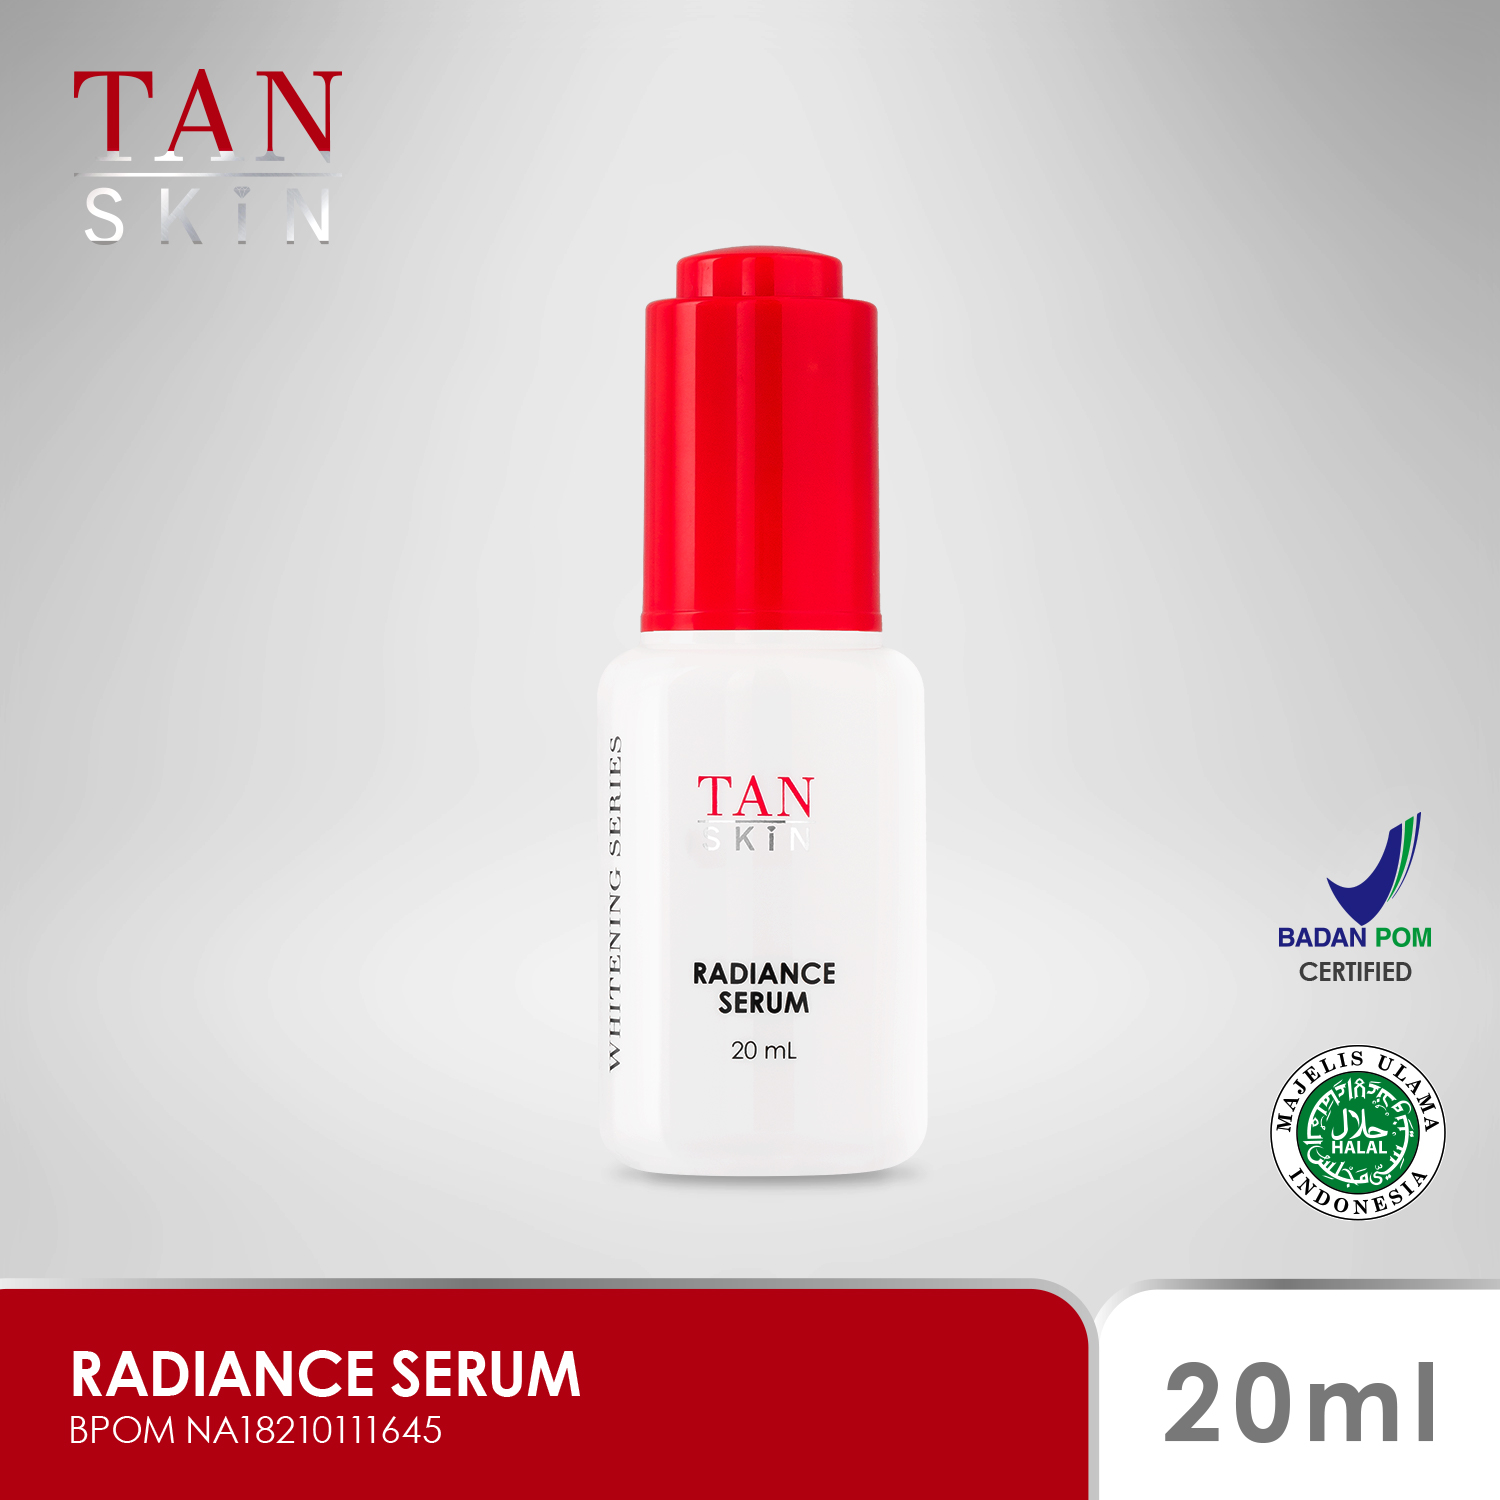 TAN
SKiN
WHITENING SERIES
TAN
SKiN
RADIANCE
SERUM
20 mL
BADAN POM
CERTIFIED
MAJELIS ULAMA
حلال
HALAL
INDONESIA
RADIANCE SERUM
BPOM NA18210111645
20ml